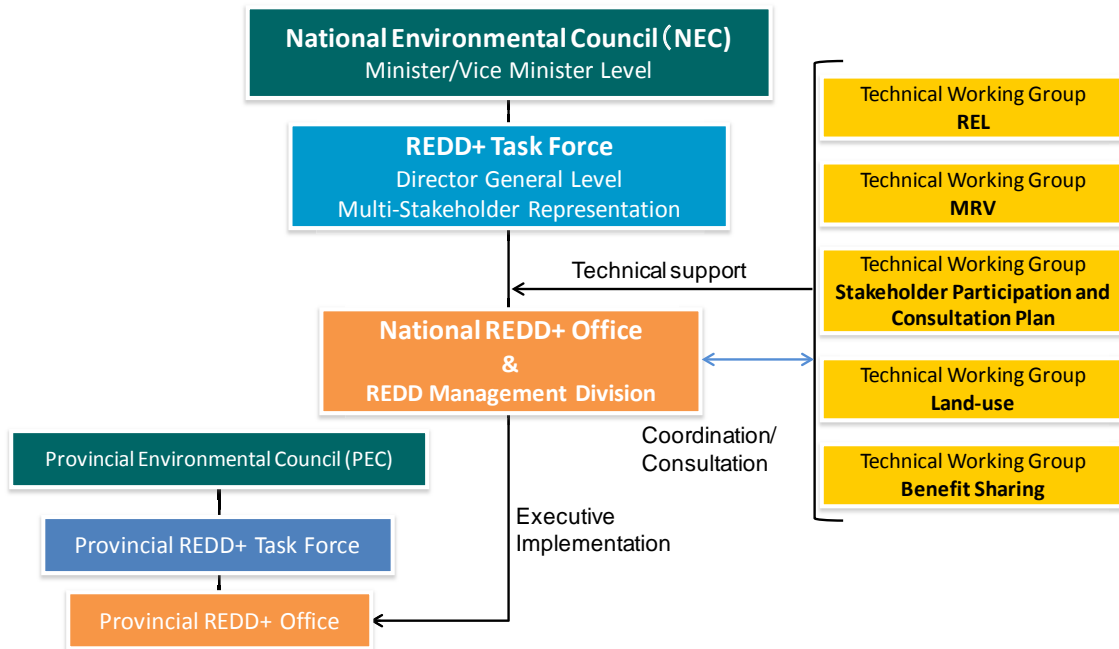 National Environmental Council（NEC)
Minister/Vice Minister Level
REDD+ Task Force
Director General Level
Multi-Stakeholder Representation
Technical support
National REDD+ Office
&
REDD Management Division
Coordination/
Consultation
Executive
Implementation
Provincial Environmental Council (PEC)
Provincial REDD+ Task Force
Provincial REDD+ Office
Technical Working Group
REL
Technical Working Group
MRV
Technical Working Group
Stakeholder Participation and
Consultation Plan
Technical Working Group
Land-use
Technical Working Group
Benefit Sharing